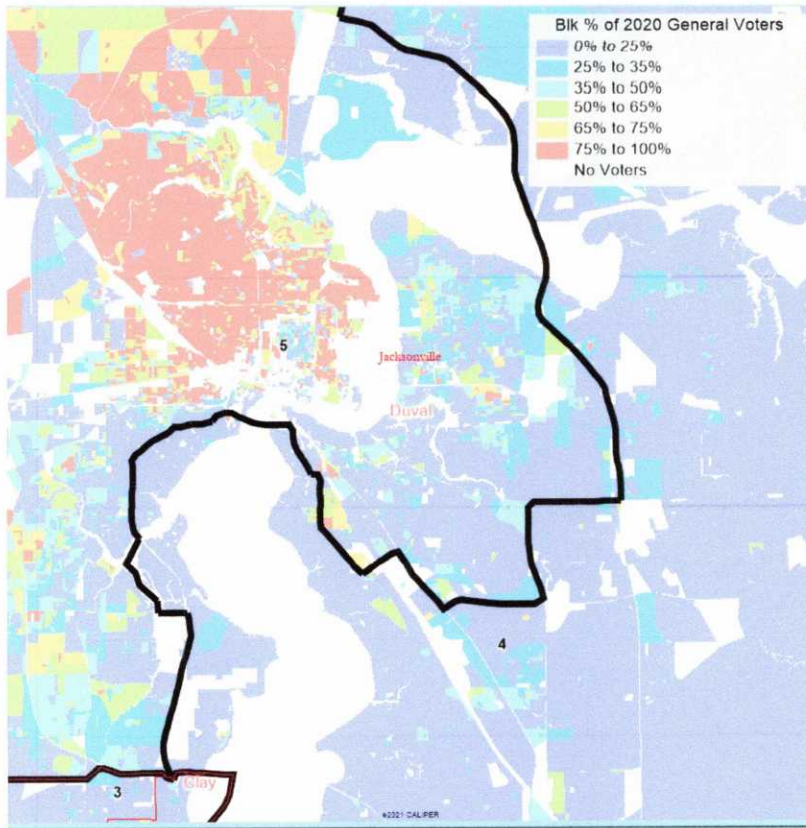 Blk % of 2020 General Voters
0% to 25%
25% to 35%
35% to 50%
50% to 65%
65% to 75%
75% to 100%
No Voters
5
Jacksonville
Duval
4
Clay
3
©2021 CALIPER